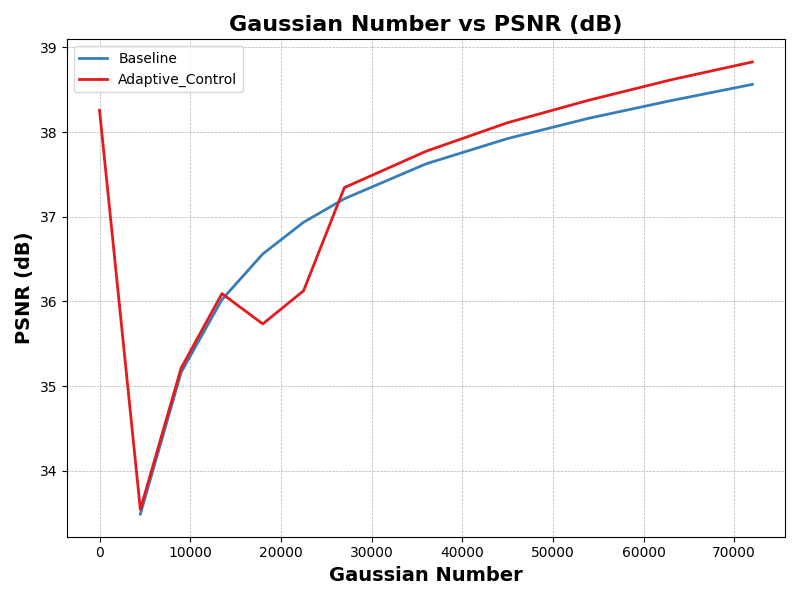 Gaussian Number vs PSNR (dB)
Baseline
Adaptive_Control
PSNR (dB)
39
38
37
36
35
34
0 10000 20000 30000 40000 50000 60000 70000
Gaussian Number